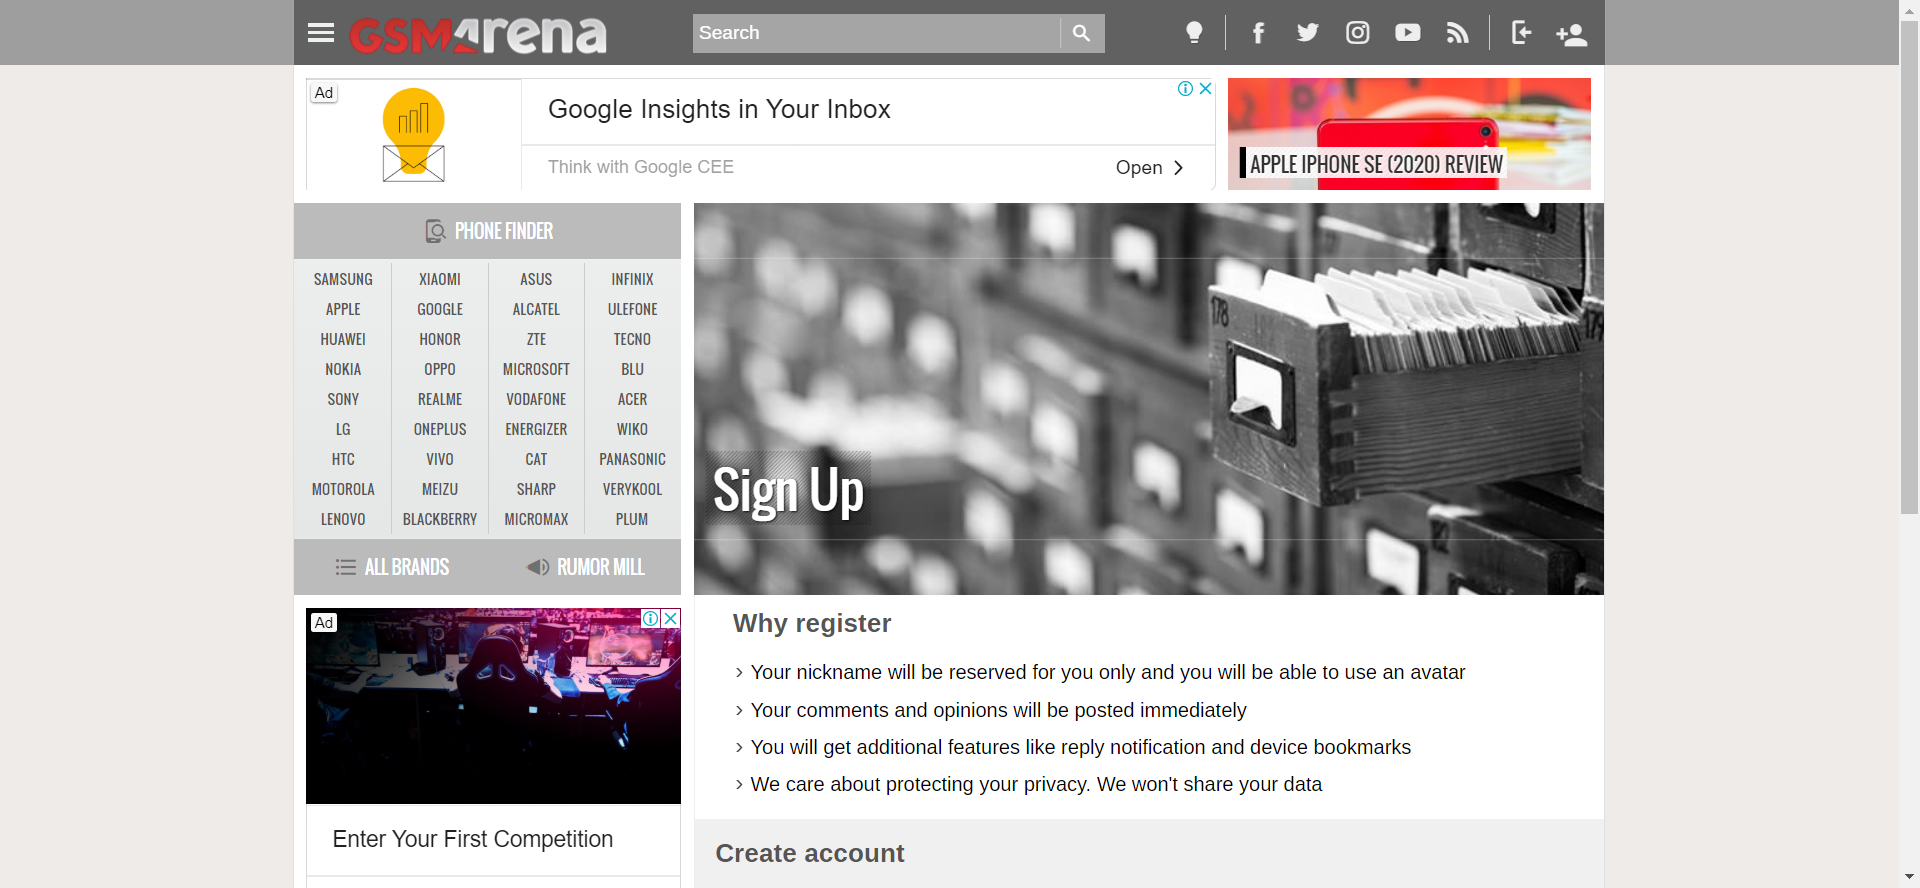 GSMArena
Search
Ad
Google Insights in Your Inbox
Think with Google CEE
Open
APPLE IPHONE SE (2020) REVIEW
PHONE FINDER
SAMSUNG XIAOMI ASUS INFINIX
APPLE GOOGLE ALCATEL ULEFONE
HUAWEI HONOR ZTE TECNO
NOKIA OPPO MICROSOFT BLU
SONY REALME VODAFONE ACER
LG ONEPLUS ENERGIZER WIKO
HTC VIVO CAT PANASONIC
MOTOROLA MEIZU SHARP VERYKOOL
LENOVO BLACKBERRY MICROMAX PLUM
ALL BRANDS RUMOR MILL
178
Sign Up
Ad
Enter Your First Competition
Why register
Your nickname will be reserved for you only and you will be able to use an avatar
Your comments and opinions will be posted immediately
You will get additional features like reply notification and device bookmarks
We care about protecting your privacy. We won't share your data
Create account